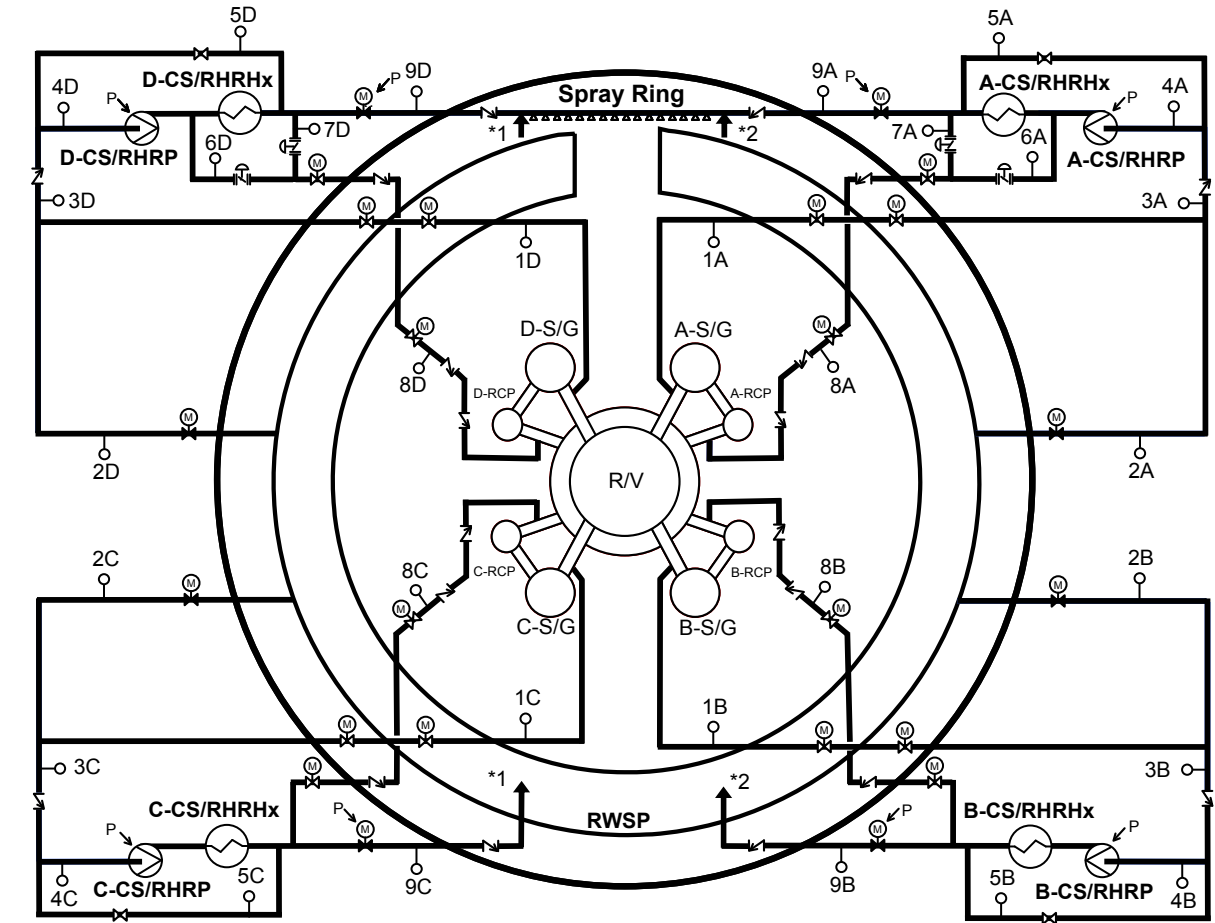 5D
5A
D-CS/RHRHx
P
9D
9A
P
A-CS/RHRHx
4D
P
M
Spray Ring
M
P
4A
*1
*2
7D
7A
6D
6A
D-CS/RHRP
M
M
A-CS/RHRP
3D
M
M
M
M
3A
1D
1A
M
D-S/G
A-S/G
M
8D
8A
D-RCP
A-RCP
M
M
2D
R/V
2A
2C
2B
M
8C
C-RCP
B-RCP
8B
M
M
M
C-S/G
B-S/G
1C
1B
M
M
M
M
3C
M
*1
*2
M
3B
C-CS/RHRHx
P
RWSP
P
B-CS/RHRHx
P
M
M
P
C-CS/RHRP
9C
9B
B-CS/RHRP
4C
5C
5B
4B